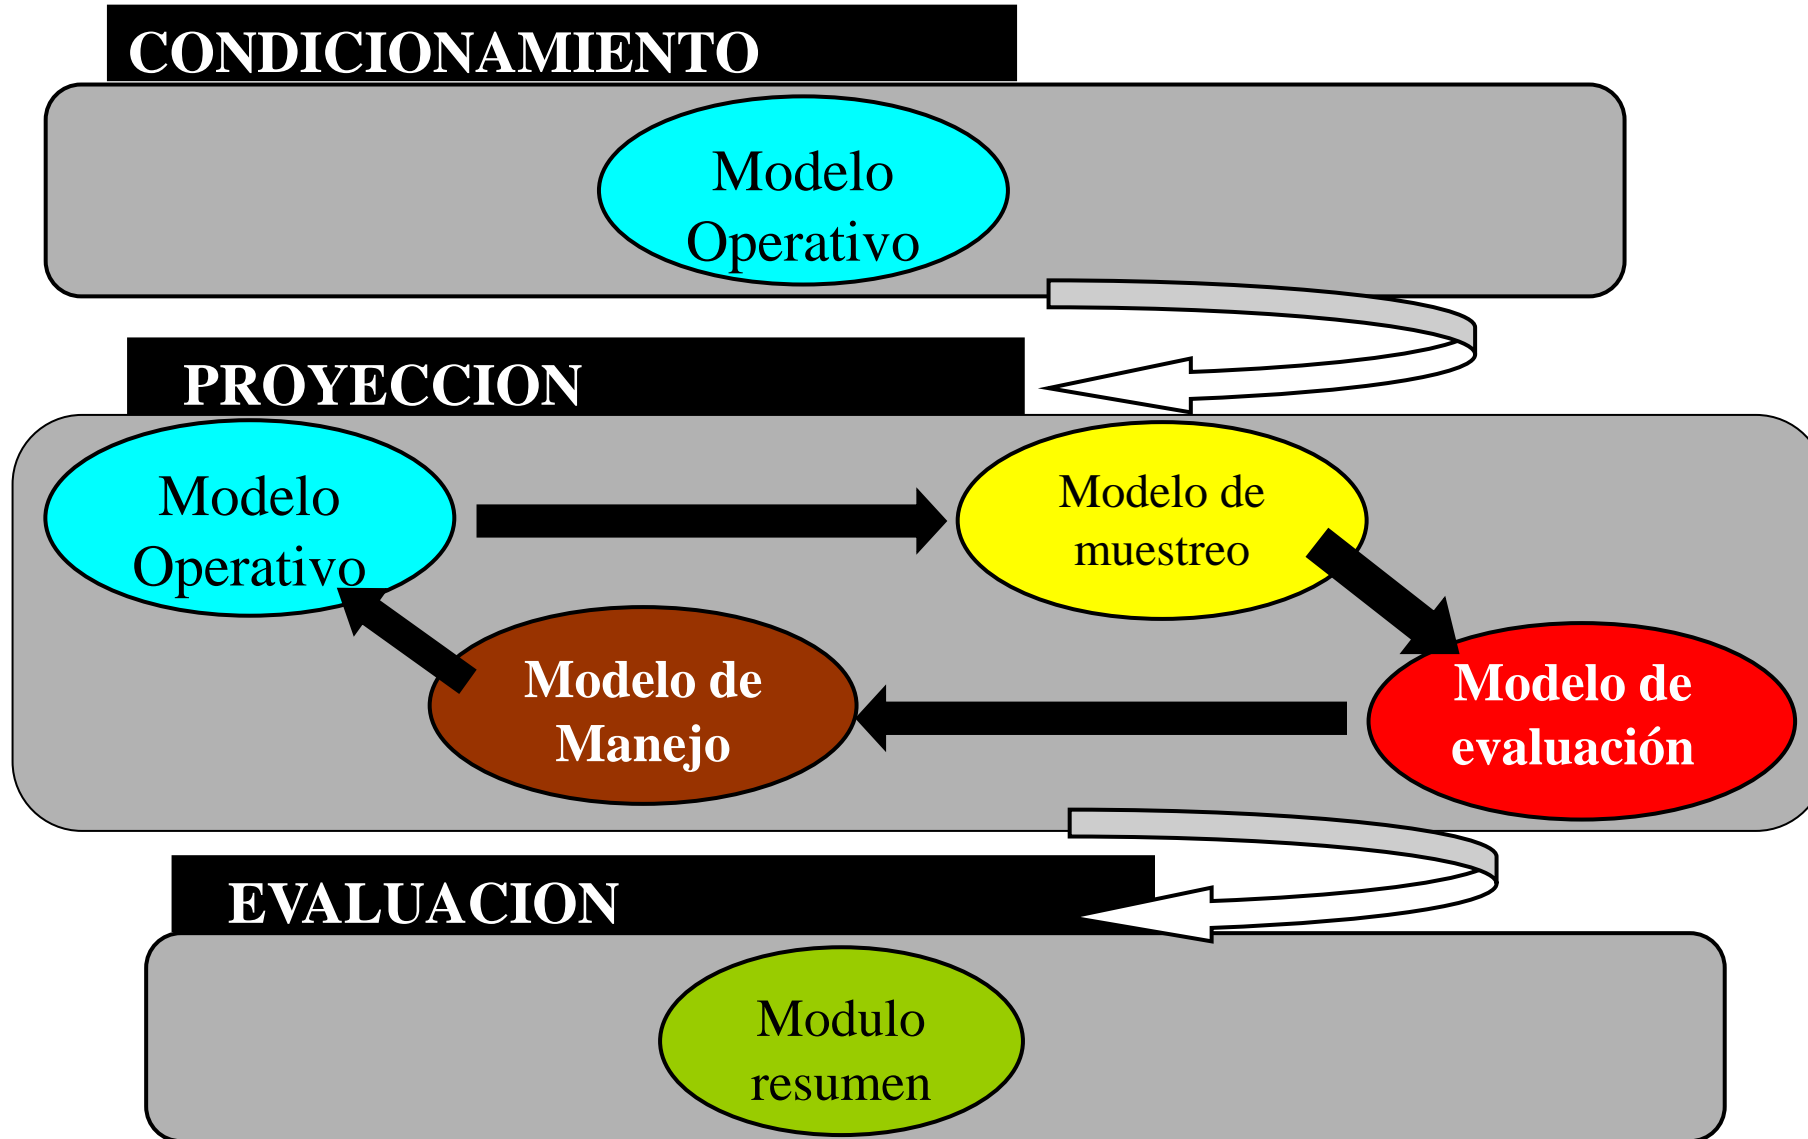 CONDICIONAMIENTO
Modelo
Operativo
PROYECCION
Modelo
Operativo
Modelo de
muestreo
Modelo de
Manejo
Modelo de
evaluación
EVALUACION
Modulo
resumen